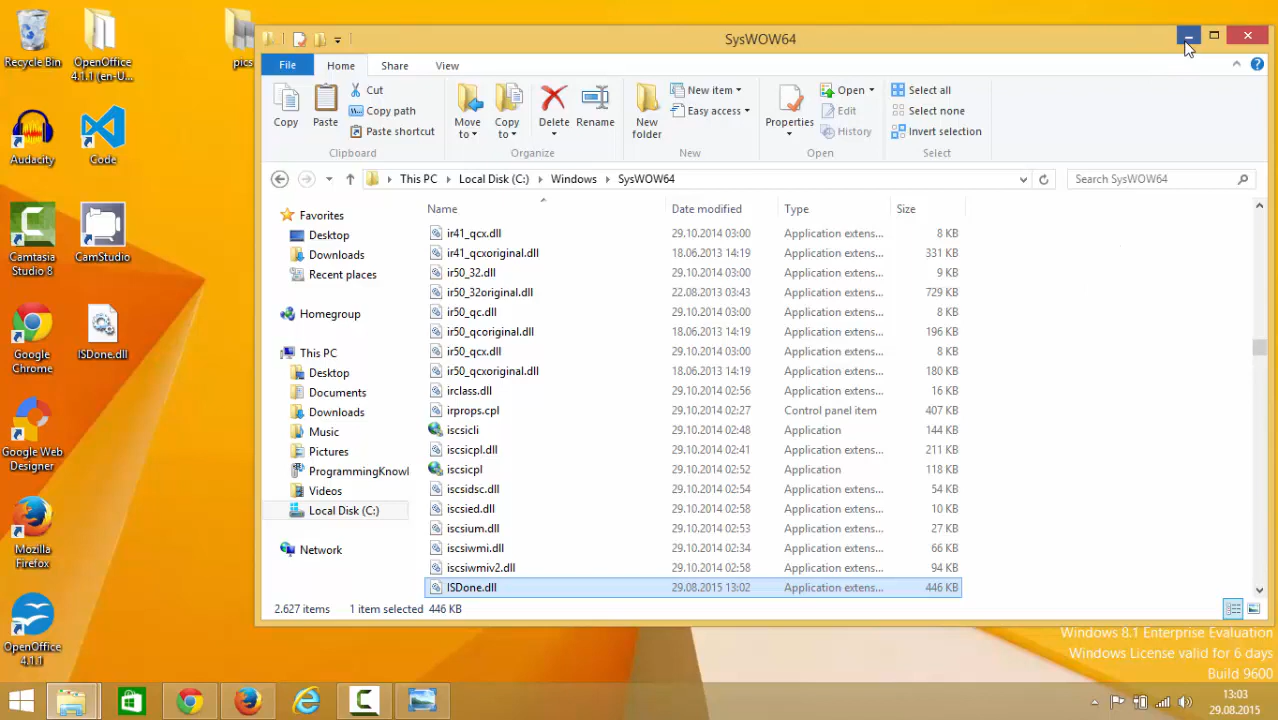 Recycle Bin
OpenOffice
4.1.1 (en-U...
pics
Audacity
Code
Camtasia
Studio 8
CamStudio
Google
Chrome
ISDone.dll
Google Web
Designer
Mozilla
Firefox
OpenOffice
4.1.1
SysWOW64
File
Home
Share
View
Copy
Paste
Cut
Copy path
Paste shortcut
Clipboard
Move
to
Copy
to
Delete
Rename
Organize
New
folder
New item
Easy access
New
Properties
Open
Edit
History
Open
Select all
Select none
Invert selection
Select
This PC
Local Disk (C:)
Windows
SysWOW64
Search SysWOW64
Favorites
Desktop
Downloads
Recent places
Homegroup
This PC
Desktop
Documents
Downloads
Music
Pictures
ProgrammingKnowl
Videos
Local Disk (C:)
Network
Name Date modified Type Size
ir41_qcx.dll 29.10.2014 03:00 Application extens... 8 KB
ir41_qcxoriginal.dll 18.06.2013 14:19 Application extens... 331 KB
ir50_32.dll 29.10.2014 03:00 Application extens... 9 KB
ir50_32original.dll 22.08.2013 03:43 Application extens... 729 KB
ir50_qc.dll 29.10.2014 03:00 Application extens... 8 KB
ir50_qcoriginal.dll 18.06.2013 14:19 Application extens... 196 KB
ir50_qcx.dll 29.10.2014 03:00 Application extens... 8 KB
ir50_qcxoriginal.dll 18.06.2013 14:19 Application extens... 180 KB
irclass.dll 29.10.2014 02:56 Application extens... 16 KB
irprops.cpl 29.10.2014 02:27 Control panel item 407 KB
iscsicli 29.10.2014 02:48 Application 144 KB
iscsicpl.dll 29.10.2014 02:41 Application extens... 211 KB
iscsicpl 29.10.2014 02:52 Application 118 KB
iscsidsc.dll 29.10.2014 02:54 Application extens... 54 KB
iscsied.dll 29.10.2014 02:58 Application extens... 10 KB
iscsium.dll 29.10.2014 02:53 Application extens... 27 KB
iscsiwmi.dll 29.10.2014 02:34 Application extens... 66 KB
iscsiwmiv2.dll 29.10.2014 02:58 Application extens... 94 KB
ISDone.dll 29.08.2015 13:02 Application extens... 446 KB
2.627 items 1 item selected 446 KB
Windows 8.1 Enterprise Evaluation
Windows License valid for 6 days
Build 9600
13:03
29.08.2015